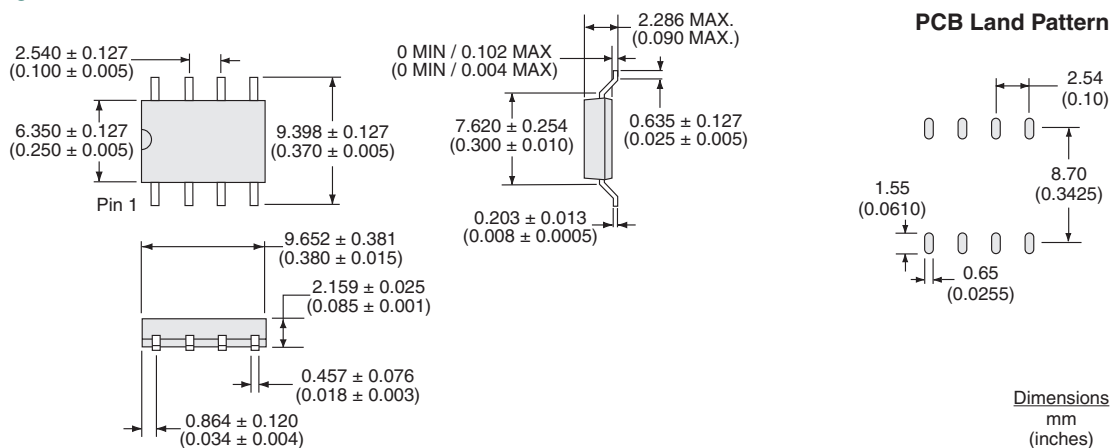 2.540 ± 0.127
(0.100 ± 0.005)
6.350 ± 0.127
(0.250 ± 0.005)
9.398 ± 0.127
(0.370 ± 0.005)
Pin 1
9.652 ± 0.381
(0.380 ± 0.015)
2.159 ± 0.025
(0.085 ± 0.001)
0.457 ± 0.076
(0.018 ± 0.003)
0.864 ± 0.120
(0.034 ± 0.004)
2.286 MAX.
(0.090 MAX.)
0 MIN / 0.102 MAX
(0 MIN / 0.004 MAX)
7.620 ± 0.254
(0.300 ± 0.010)
0.635 ± 0.127
(0.025 ± 0.005)
0.203 ± 0.013
(0.008 ± 0.0005)
PCB Land Pattern
2.54
(0.10)
8.70
(0.3425)
1.55
(0.0610)
0.65
(0.0255)
Dimensions
mm
(inches)